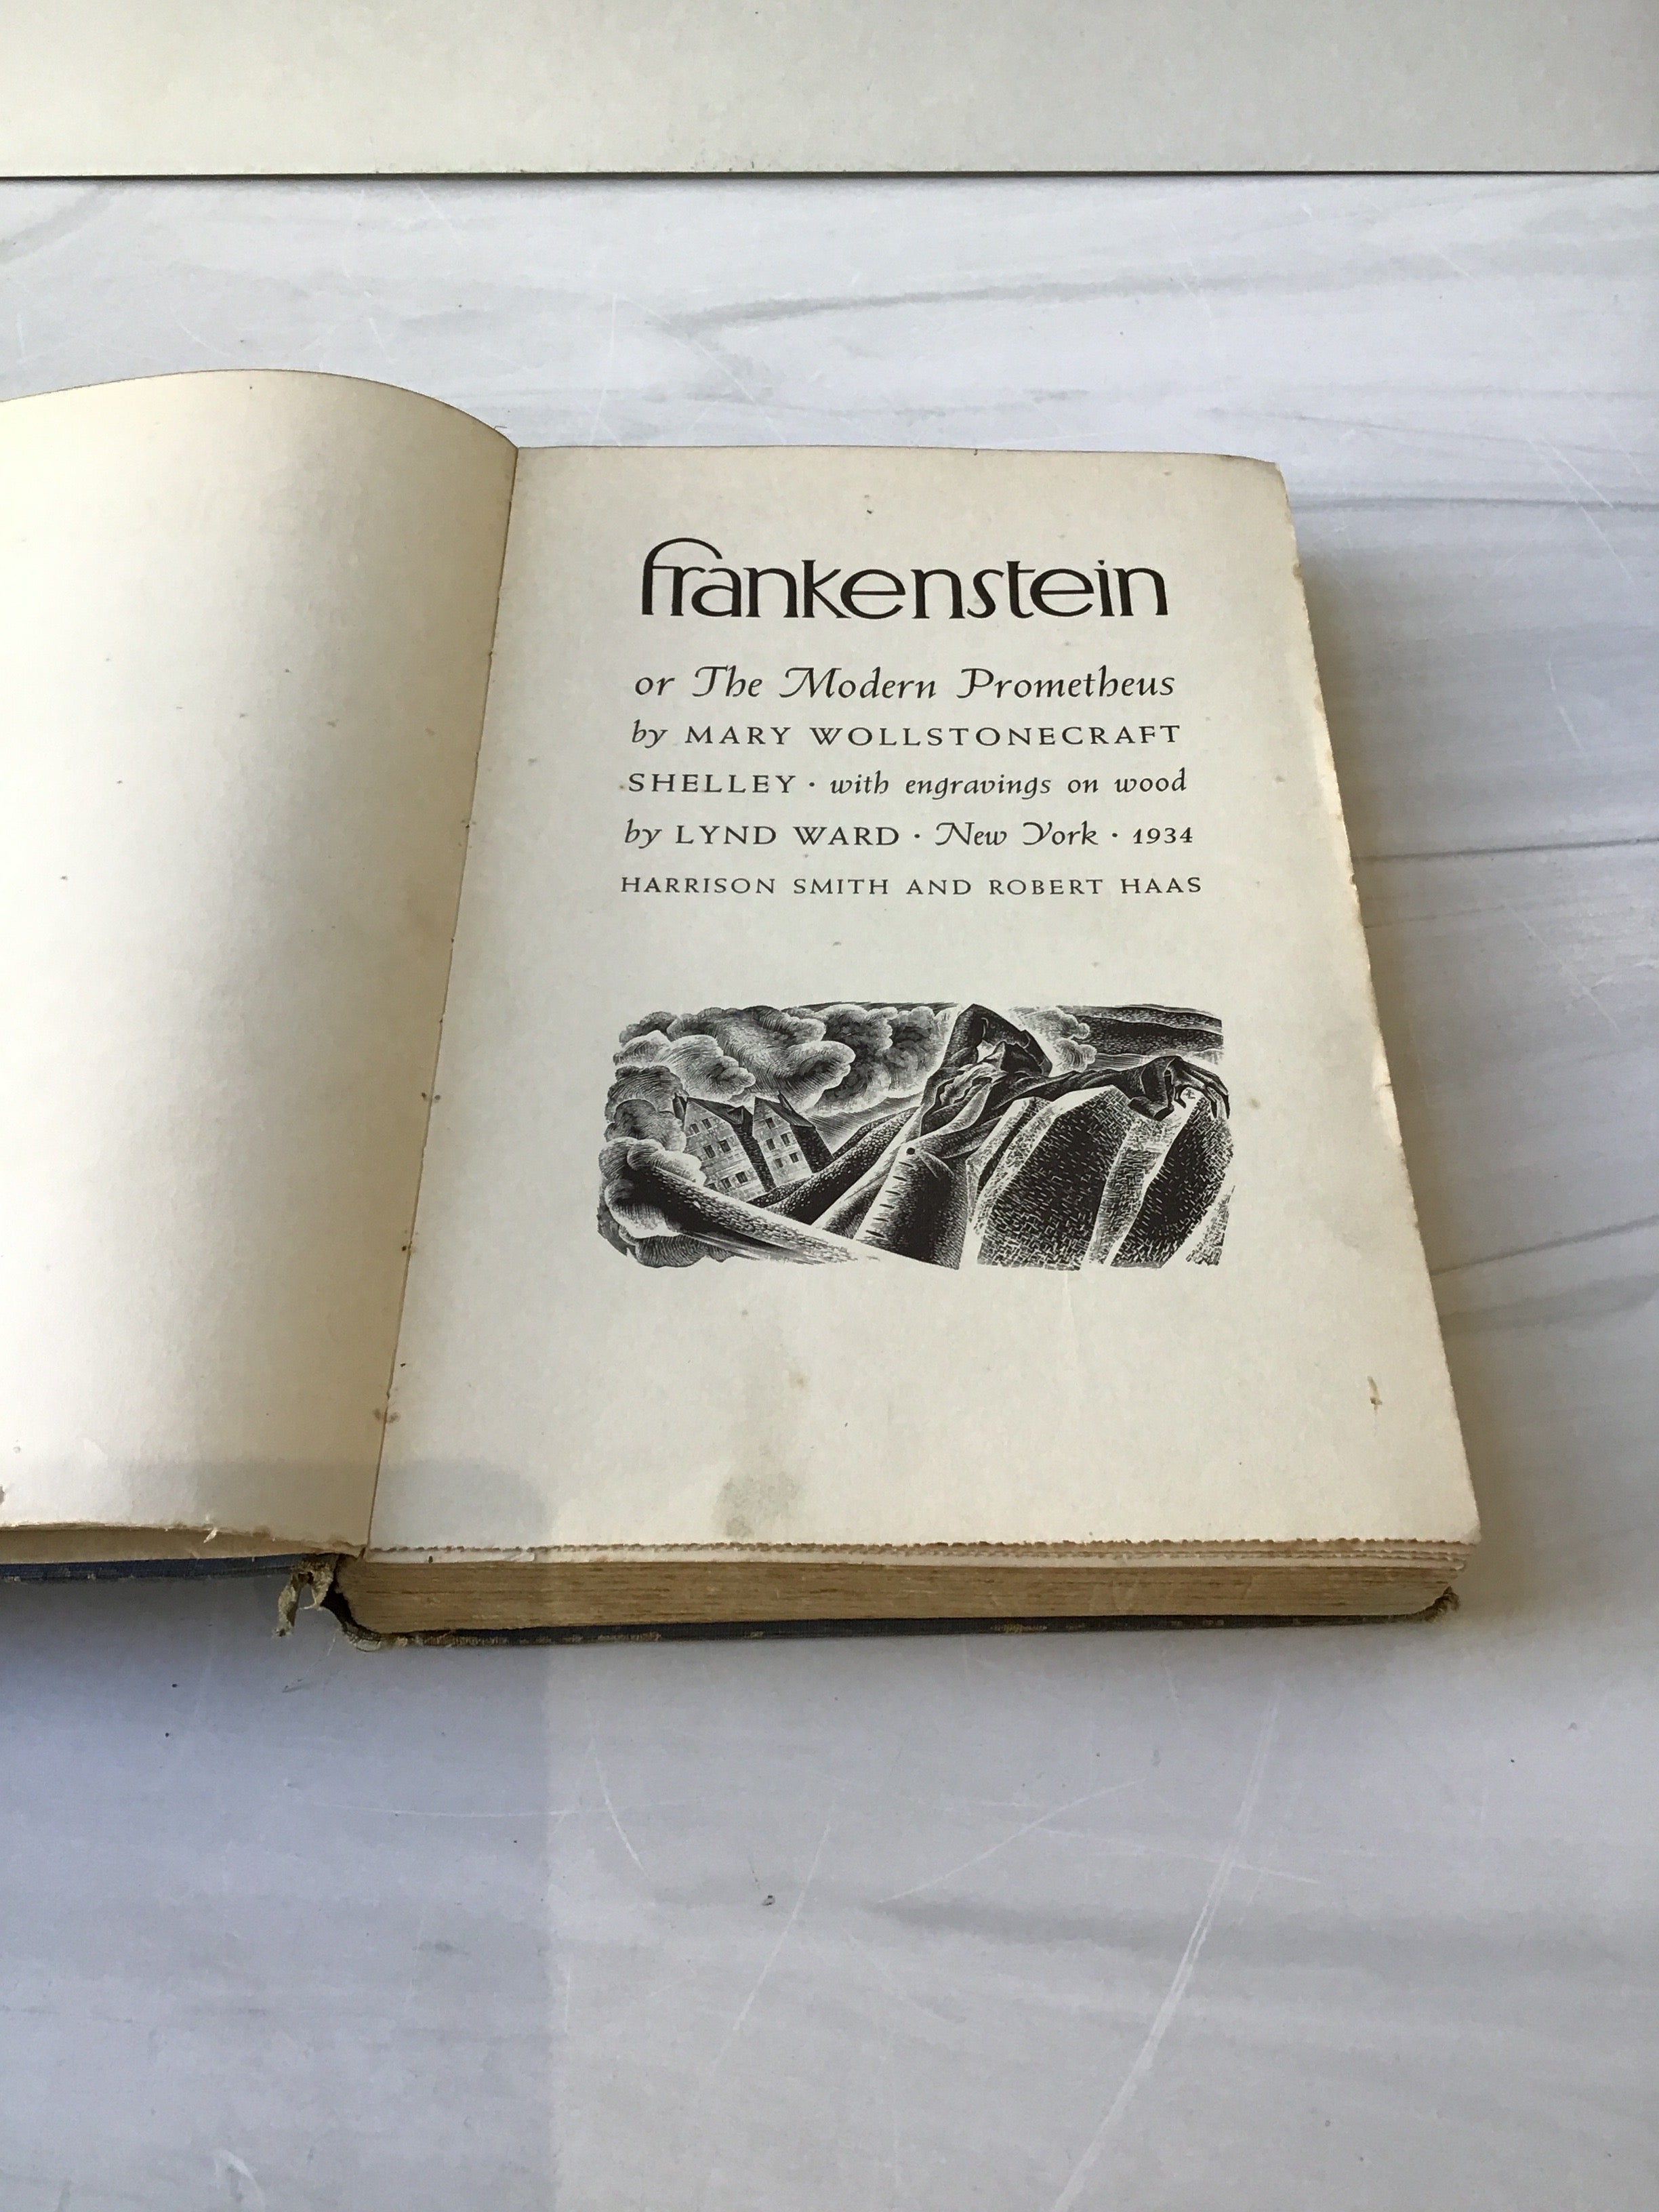 frankenstein
or The Modern Prometheus
by MARY WOLLSTONECRAFT
SHELLEY · with engravings on wood
by LYND WARD · New York · 1934
HARRISON SMITH AND ROBERT HAAS